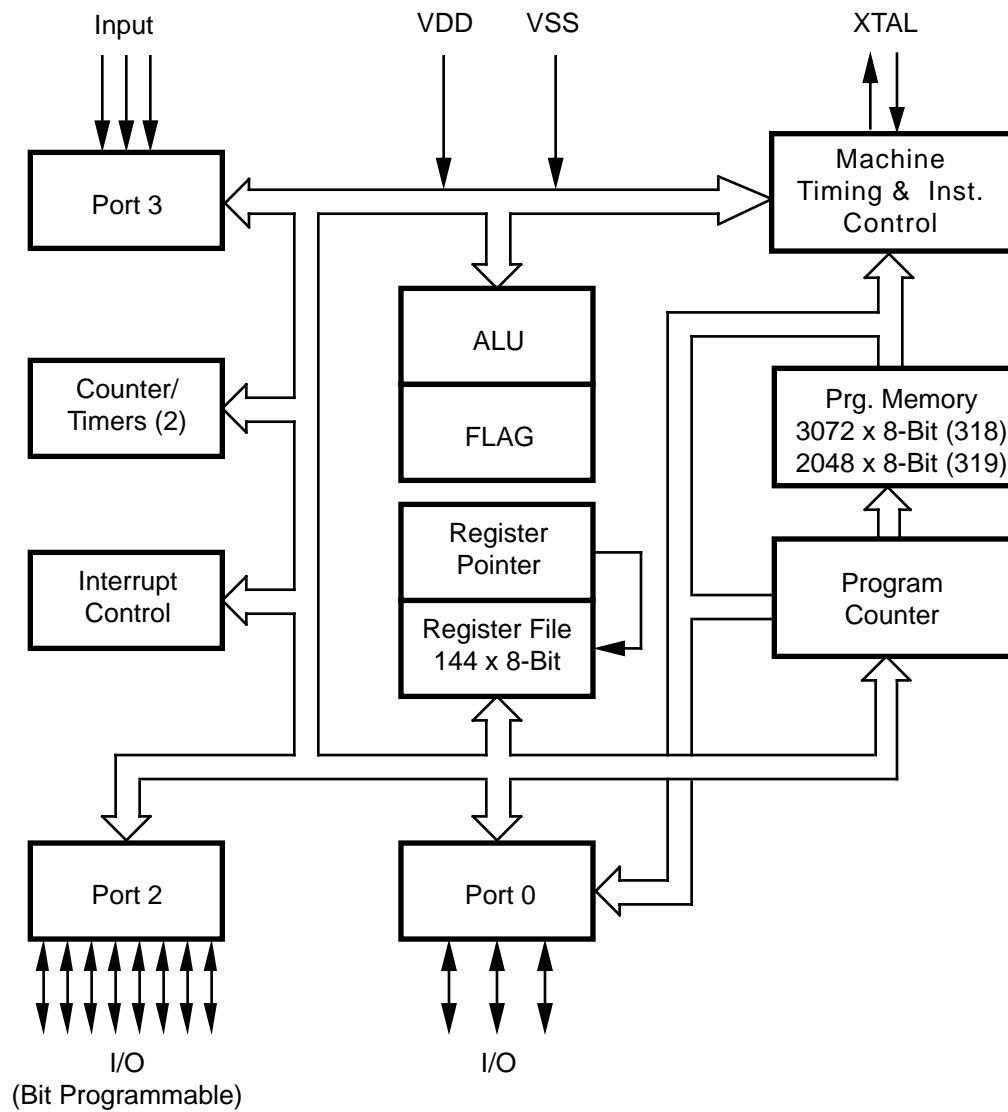 Input
VDD
VSS
XTAL
Port 3
Machine
Timing & Inst.
Control
ALU
FLAG
Counter/
Timers (2)
Prg. Memory
3072 x 8-Bit (318)
2048 x 8-Bit (319)
Register
Pointer
Register File
144 x 8-Bit
Interrupt
Control
Program
Counter
Port 2
Port 0
I/O
(Bit Programmable)
I/O